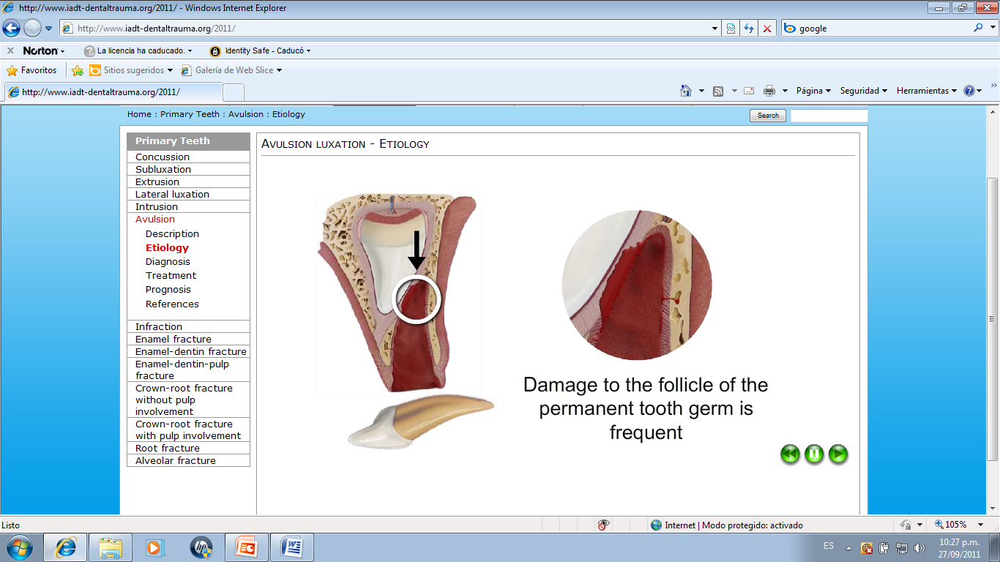 http://www.iadt-dentaltrauma.org/2011/ - Windows Internet Explorer
http://www.iadt-dentaltrauma.org/2011/
google
x Norton
La licencia ha caducado.
Identity Safe - Caducó
Favoritos
Sitios sugeridos
Galería de Web Slice
http://www.iadt-dentaltrauma.org/2011/
Página
Seguridad
Herramientas
Home : Primary Teeth : Avulsion : Etiology
Search
Primary Teeth
Concussion
Subluxation
Extrusion
Lateral luxation
Intrusion
Avulsion
Description
Etiology
Diagnosis
Treatment
Prognosis
References
Infraction
Enamel fracture
Enamel-dentin fracture
Enamel-dentin-pulp
fracture
Crown-root fracture
without pulp
involvement
Crown-root fracture
with pulp involvement
Root fracture
Alveolar fracture
AVULSION LUXATION - ETIOLOGY
Damage to the follicle of the
permanent tooth germ is
frequent
Listo
Internet | Modo protegido: activado
105%
ES
10:27 p.m.
27/09/2011